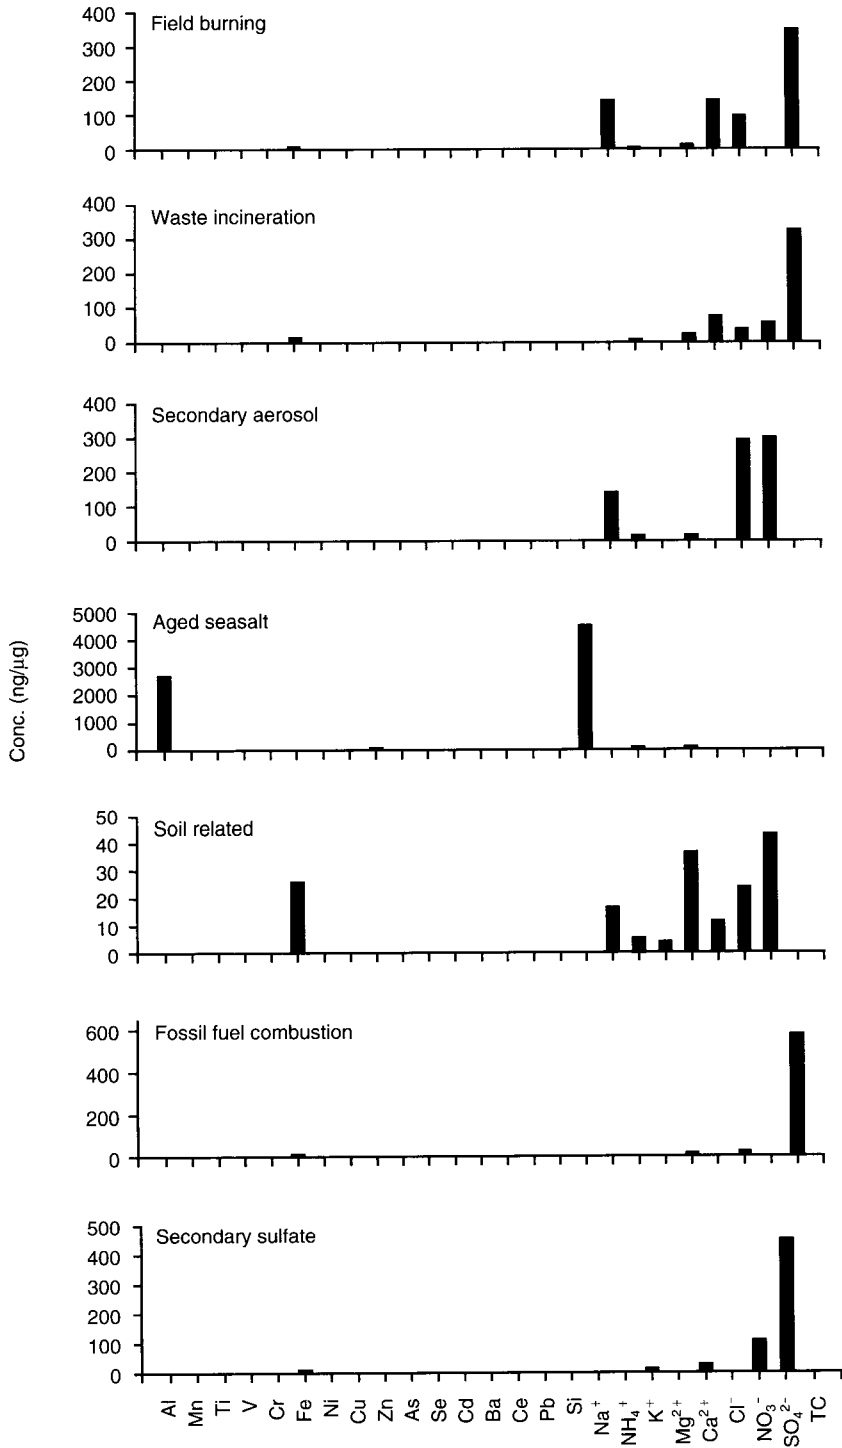 Field burning
400
300
200
100
0
Waste incineration
400
300
200
100
0
Secondary aerosol
400
300
200
100
0
Conc. (ng/μg)
Aged seasalt
5000
4000
3000
2000
1000
0
Soil related
50
40
30
20
10
0
Fossil fuel combustion
600
400
200
0
Secondary sulfate
500
400
300
200
100
0
Al
Mn
Ti
V
Cr
Fe
Ni
Cu
Zn
As
Se
Cd
Ba
Ce
Pb
Si
Na⁺
NH₄⁺
K⁺
Mg²⁺
Ca²⁺
Cl⁻
NO₃⁻
SO₄²⁻
TC